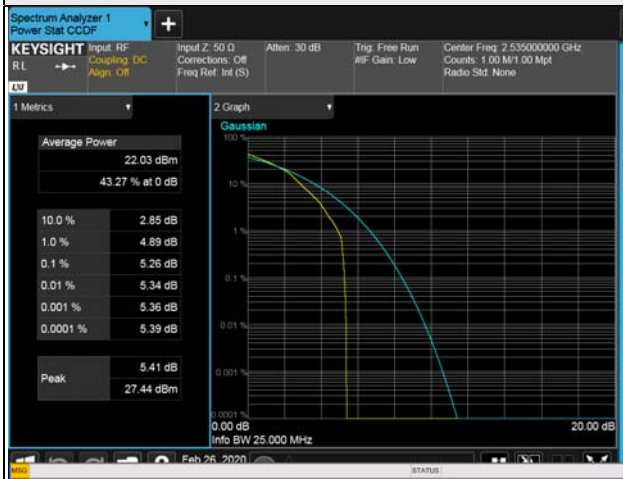 Spectrum Analyzer 1
Power Stat CCDF
KEYSIGHT
RL
LXI
Input: RF
Coupling: DC
Align: Off
Input Z: 50 Ω
Corrections: Off
Freq Ref: Int (S)
Atten: 30 dB
Trig: Free Run
#IF Gain: Low
Center Freq: 2.535000000 GHz
Counts: 1.00 M/1.00 Mpt
Radio Std: None
1 Metrics
Average Power
22.03 dBm
43.27 % at 0 dB
10.0 % 2.85 dB
1.0 % 4.89 dB
0.1 % 5.26 dB
0.01 % 5.34 dB
0.001 % 5.36 dB
0.0001 % 5.39 dB
Peak 5.41 dB
27.44 dBm
2 Graph
Gaussian
100 %
10 %
1 %
0.1 %
0.01 %
0.001 %
0.0001 %
0.00 dB 20.00 dB
Info BW 25.000 MHz
Feb 26, 2020
MSG STATUS